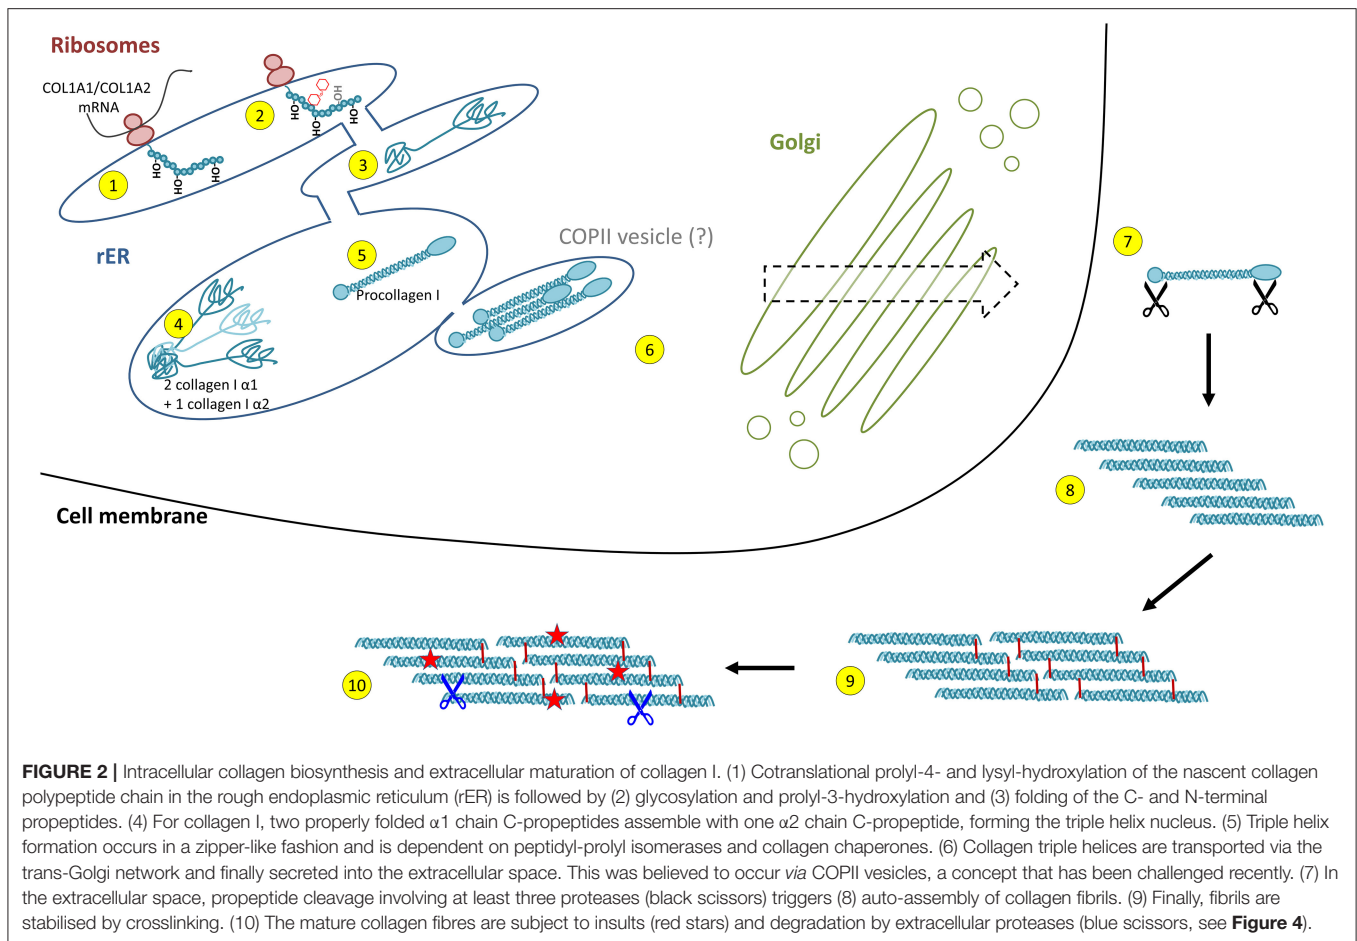 Ribosomes
COL1A1/COL1A2
mRNA
-OH
-OH
-OH
1
2
-OH
-OH
HO
-OH
3
rER
4
2 collagen I α1
+ 1 collagen I α2
5
Procollagen I
COPII vesicle (?)
6
Golgi
7
8
9
10
Cell membrane
FIGURE 2 | Intracellular collagen biosynthesis and extracellular maturation of collagen I. (1) Cotranslational prolyl-4- and lysyl-hydroxylation of the nascent collagen
polypeptide chain in the rough endoplasmic reticulum (rER) is followed by (2) glycosylation and prolyl-3-hydroxylation and (3) folding of the C- and N-terminal
propeptides. (4) For collagen I, two properly folded α1 chain C-propeptides assemble with one α2 chain C-propeptide, forming the triple helix nucleus. (5) Triple helix
formation occurs in a zipper-like fashion and is dependent on peptidyl-prolyl isomerases and collagen chaperones. (6) Collagen triple helices are transported via the
trans-Golgi network and finally secreted into the extracellular space. This was believed to occur via COPII vesicles, a concept that has been challenged recently. (7) In
the extracellular space, propeptide cleavage involving at least three proteases (black scissors) triggers (8) auto-assembly of collagen fibrils. (9) Finally, fibrils are
stabilised by crosslinking. (10) The mature collagen fibres are subject to insults (red stars) and degradation by extracellular proteases (blue scissors, see Figure 4).